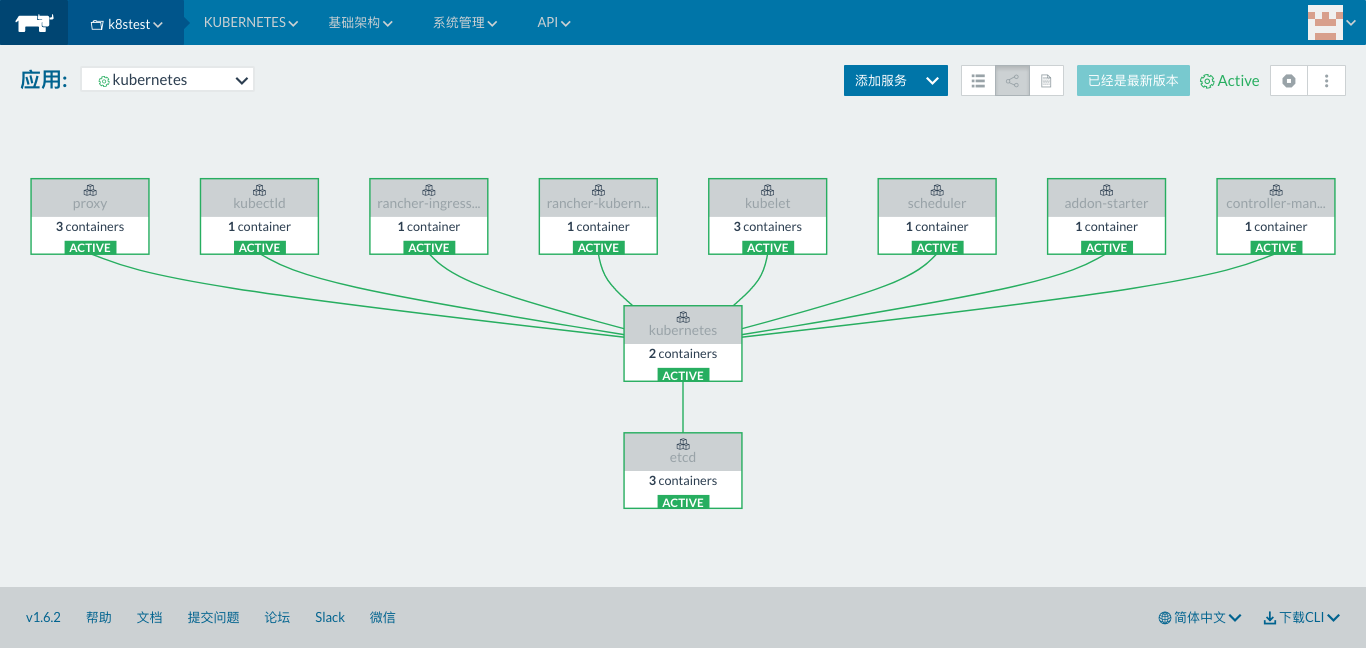 k8stest KUBERNETES 基础架构 系统管理 API
应用: kubernetes 添加服务 已经是最新版本 Active
proxy kubectld rancher-ingress... rancher-kubern... kubelet scheduler addon-starter controller-man...
3 containers 1 container 1 container 1 container 3 containers 1 container 1 container 1 container
ACTIVE ACTIVE ACTIVE ACTIVE ACTIVE ACTIVE ACTIVE ACTIVE
kubernetes
2 containers
ACTIVE
etcd
3 containers
ACTIVE
v1.6.2 帮助 文档 提交问题 论坛 Slack 微信 简体中文 下载CLI